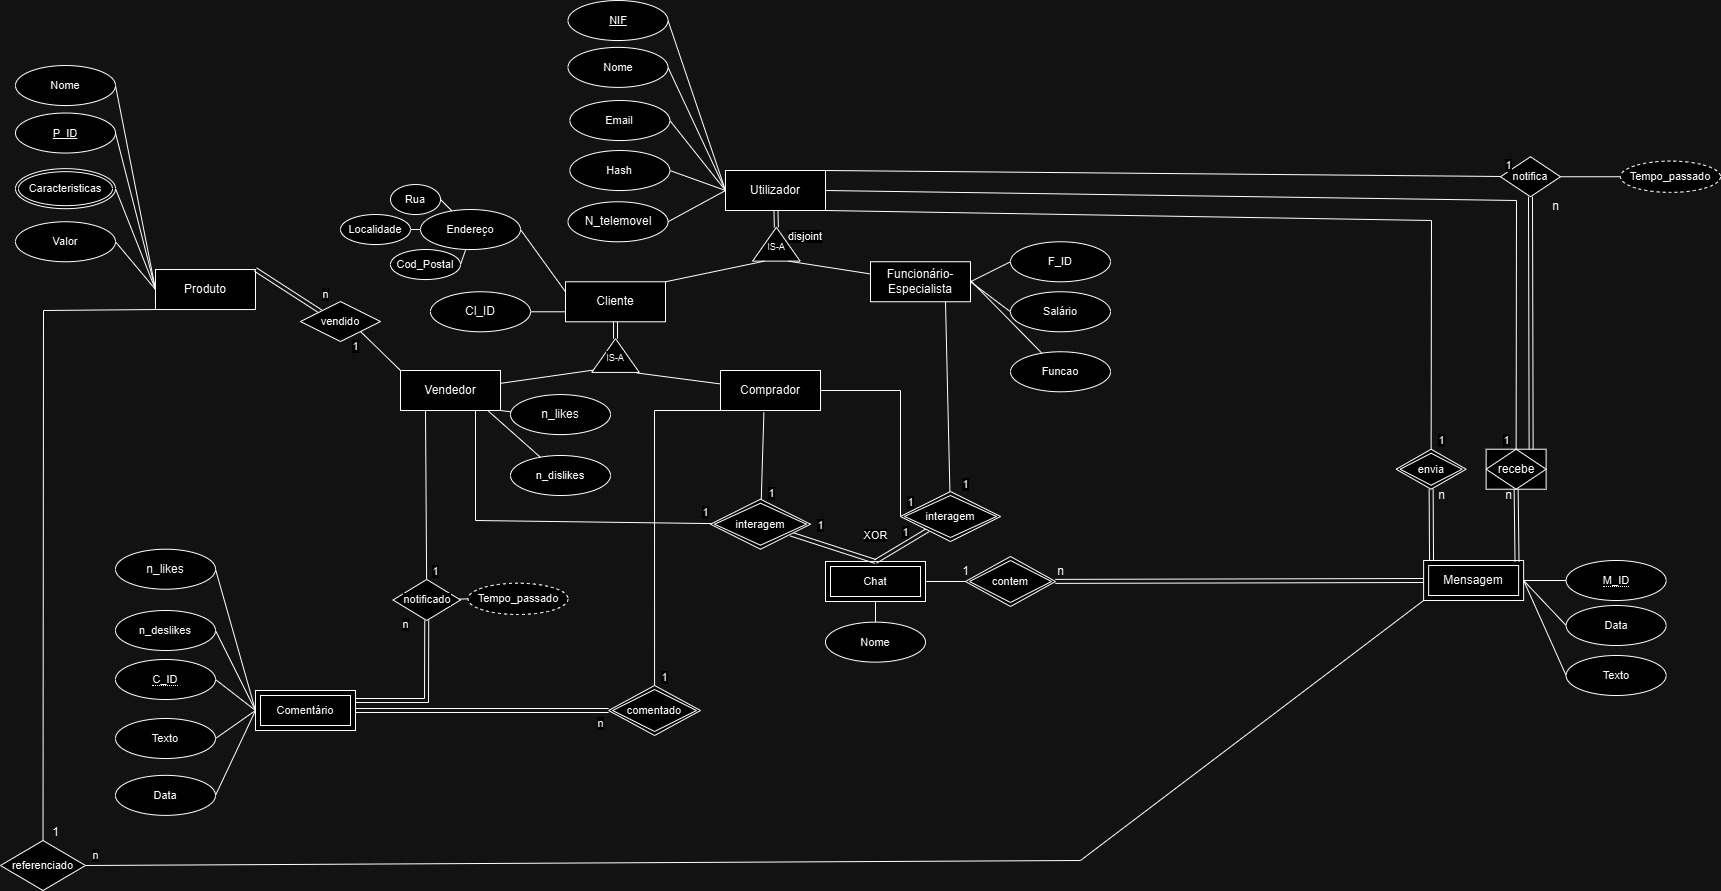 NIF
Nome
Email
Hash
N_telemovel
Utilizador
1
notifica
Tempo_passado
n
Nome
P_ID
Caracteristicas
Valor
Produto
Rua
Localidade
Endereço
Cod_Postal
IS-A
disjoint
Funcionário-
Especialista
F_ID
Salário
Funcao
CI_ID
Cliente
n
vendido
1
IS-A
Vendedor
Comprador
n_likes
n_dislikes
1
envia
n
1
recebe
n
1
interagem
1
1
XOR
1
interagem
1
1
Chat
Nome
1
contem
n
Mensagem
M_ID
Data
Texto
1
notificado
Tempo_passado
n
n_likes
n_deslikes
C_ID
Texto
Data
Comentário
n
comentado
1
1
referenciado
n